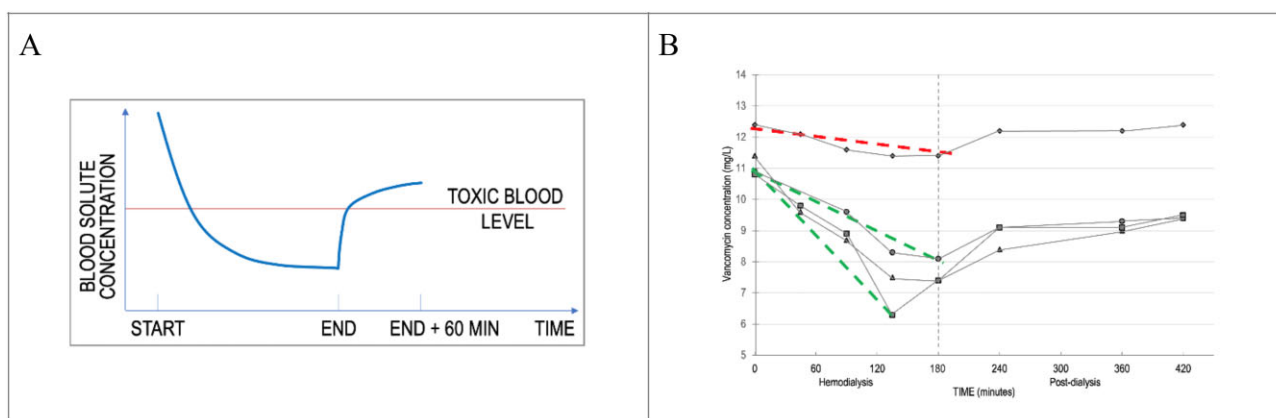 A
BLOOD SOLUTE
CONCENTRATION
TOXIC BLOOD
LEVEL
START
END
END + 60 MIN
TIME
B
Vancomycin concentration (mg/L)
14
13
12
11
10
9
8
7
6
5
0
60
120
180
240
300
360
420
Hemodialysis
TIME (minutes)
Post-dialysis